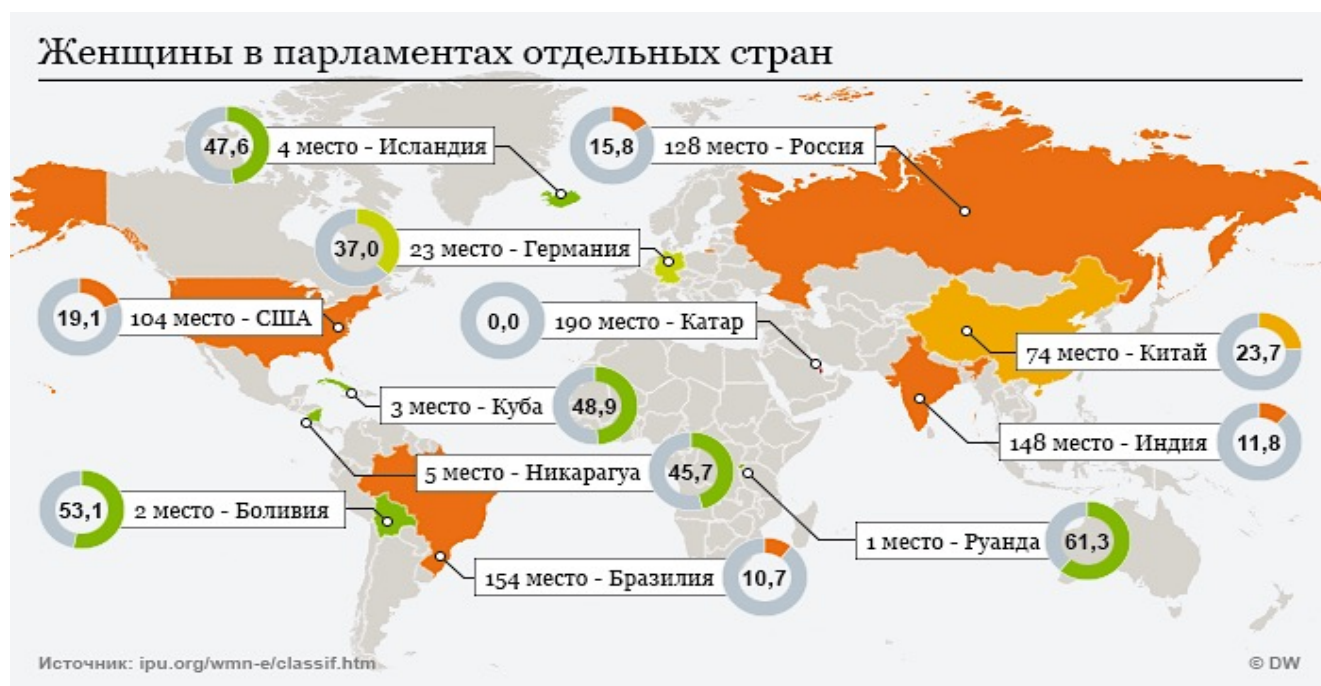 Женщины в парламентах отдельных стран
47,6
4 место - Исландия
15,8
128 место - Россия
37,0
23 место - Германия
19,1
104 место - США
0,0
190 место - Катар
74 место - Китай
23,7
3 место - Куба
48,9
148 место - Индия
11,8
5 место - Никарагуа
45,7
53,1
2 место - Боливия
1 место - Руанда
61,3
154 место - Бразилия
10,7
Источник: ipu.org/wmn-e/classif.htm
© DW